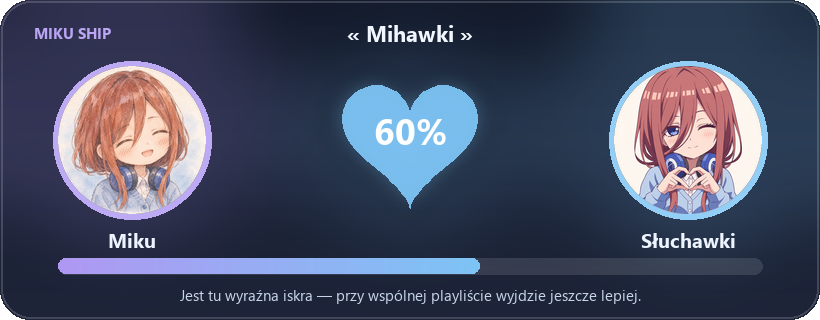 MIKU SHIP
« Mihawki »
60%
Miku
Słuchawki
Jest tu wyraźna iskra — przy wspólnej playliście wyjdzie jeszcze lepiej.